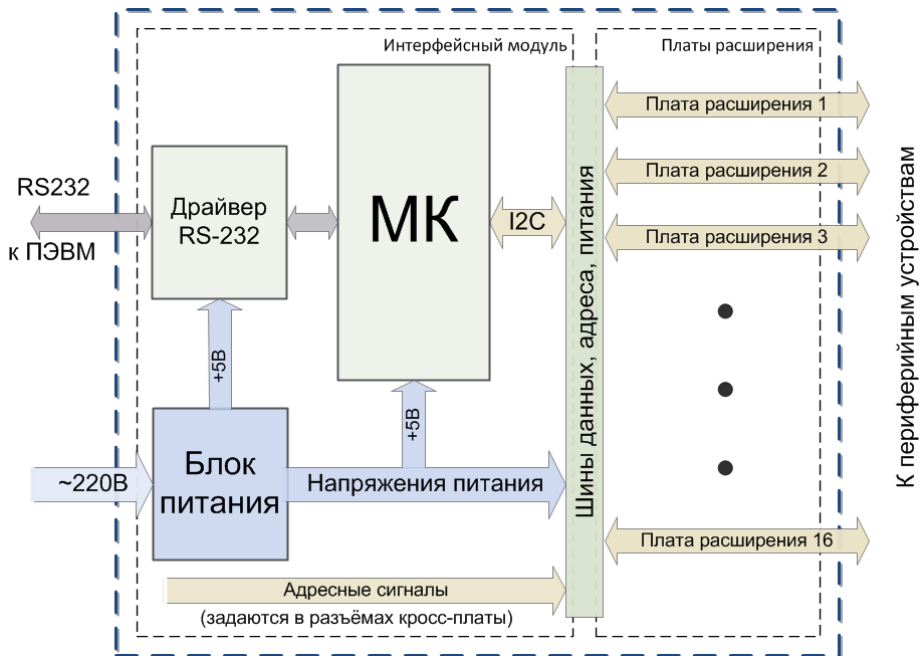 Интерфейсный модуль
Платы расширения
Плата расширения 1
Плата расширения 2
Плата расширения 3
Плата расширения 16
RS232
к ПЭВМ
Драйвер
RS-232
МК
I2C
Шины данных, адреса, питания
К периферийным устройствам
+5В
+5В
~220В
Блок
питания
Напряжения питания
Адресные сигналы
(задаются в разъёмах кросс-платы)